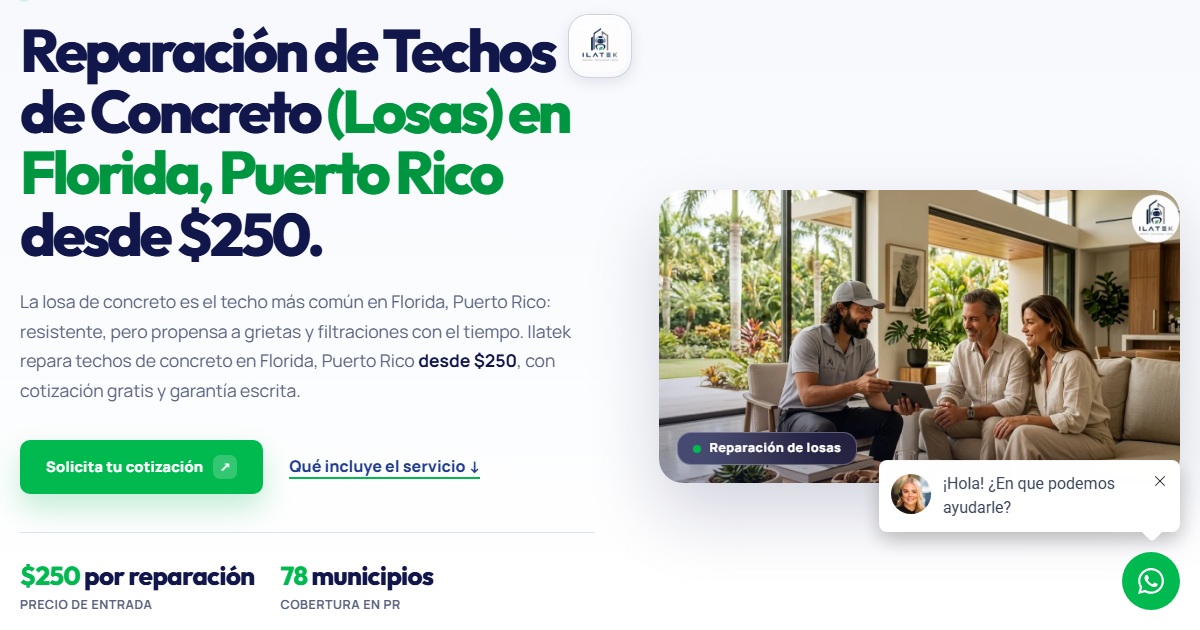 Reparación de Techos
de Concreto (Losas) en
Florida, Puerto Rico
desde $250.
ILATEK
La losa de concreto es el techo más común en Florida, Puerto Rico:
resistente, pero propensa a grietas y filtraciones con el tiempo. Ilatek
repara techos de concreto en Florida, Puerto Rico desde $250, con
cotización gratis y garantía escrita.
Solicita tu cotización ↗
Qué incluye el servicio ↓
$250 por reparación
PRECIO DE ENTRADA
78 municipios
COBERTURA EN PR
ILATEK
Reparación de losas
¡Hola! ¿En que podemos
ayudarle?